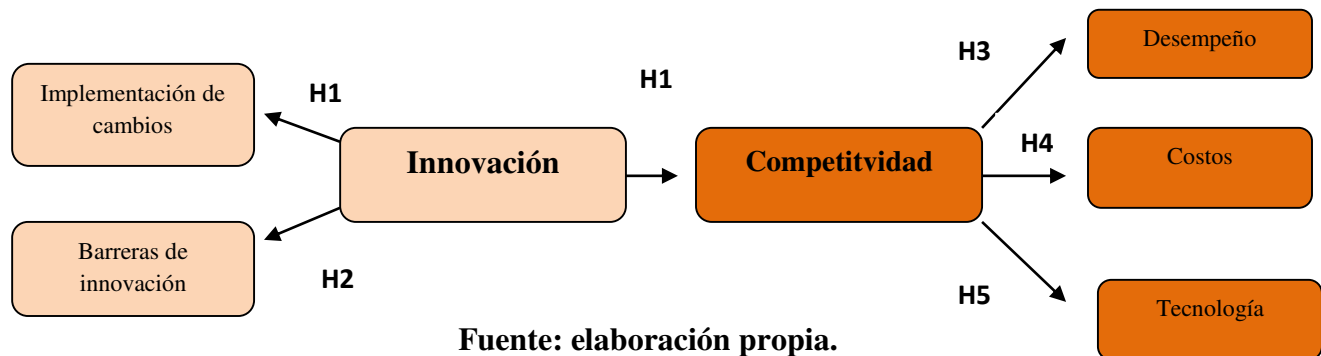 Implementación de
cambios
H1
Innovación
H1
Competitvidad
H3
Desempeño
H4
Costos
Barreras de
innovación
H2
H5
Tecnología
Fuente: elaboración propia.